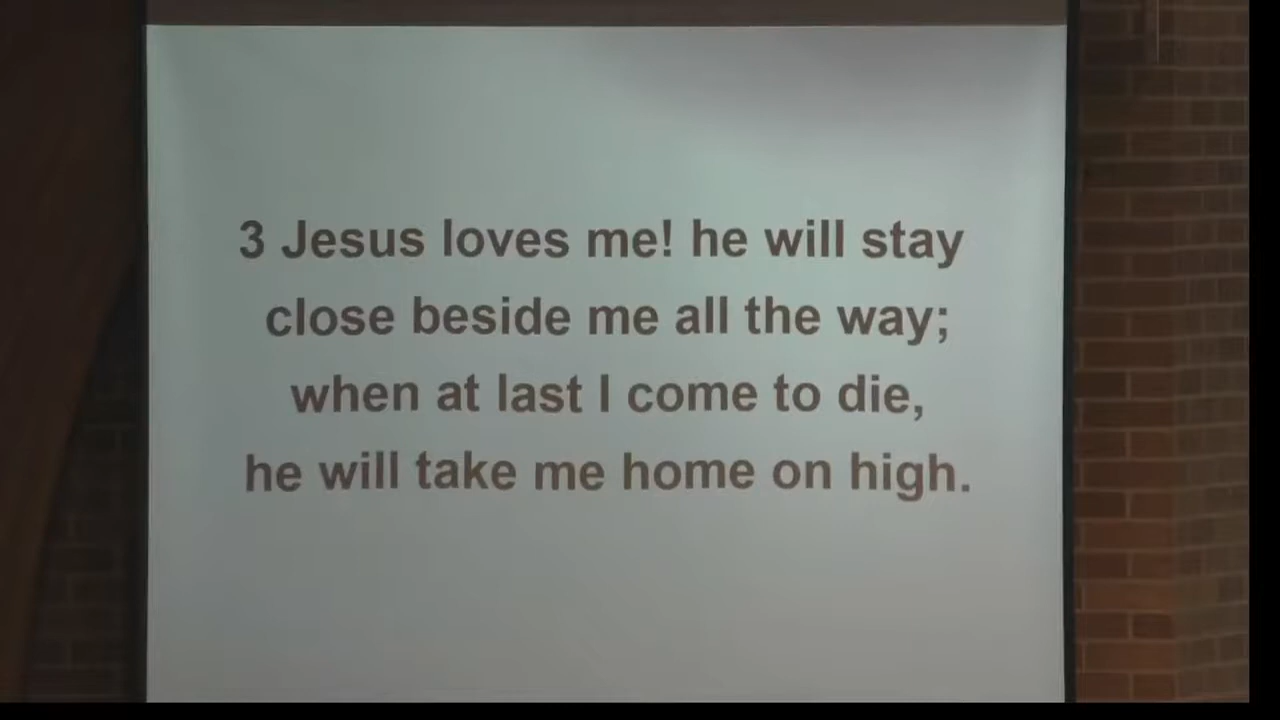 3 Jesus loves me! he will stay
close beside me all the way;
when at last I come to die,
he will take me home on high.